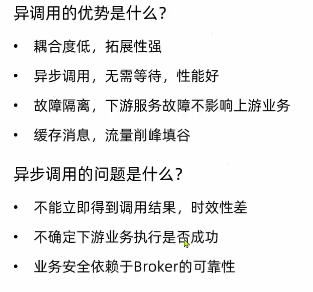 异调用的优势是什么?
• 耦合度低，拓展性强
• 异步调用，无需等待，性能好
• 故障隔离，下游服务故障不影响上游业务
• 缓存消息，流量削峰填谷
异步调用的问题是什么?
• 不能立即得到调用结果，时效性差
• 不确定下游业务执行是否成功
• 业务安全依赖于Broker的可靠性